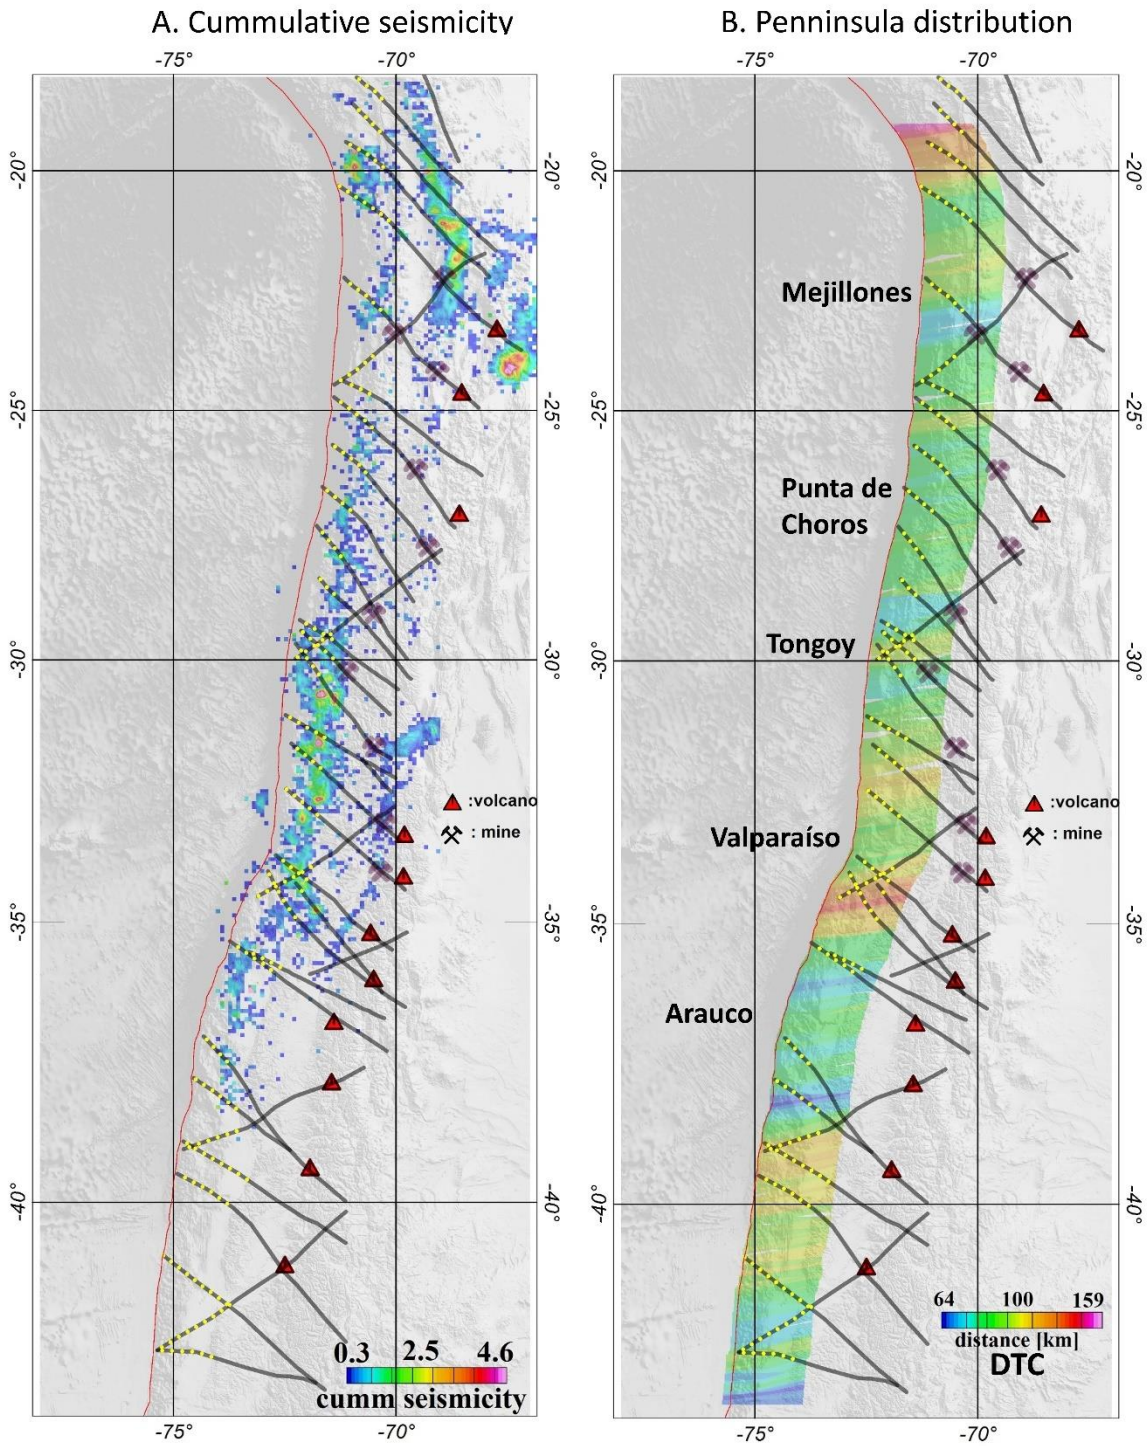 A. Cummulative seismicity
B. Penninsula distribution
-75°
-70°
-75°
-70°
-20°
-20°
-20°
-20°
Mejillones
-25°
-25°
-25°
-25°
Punta de
Choros
Tongoy
-30°
-30°
-30°
-30°
:volcano
: mine
:volcano
: mine
Valparaíso
-35°
-35°
-35°
-35°
Arauco
-40°
-40°
-40°
-40°
0.3 2.5 4.6
cumm seismicity
64 100 159
distance [km]
DTC
-75°
-70°
-75°
-70°